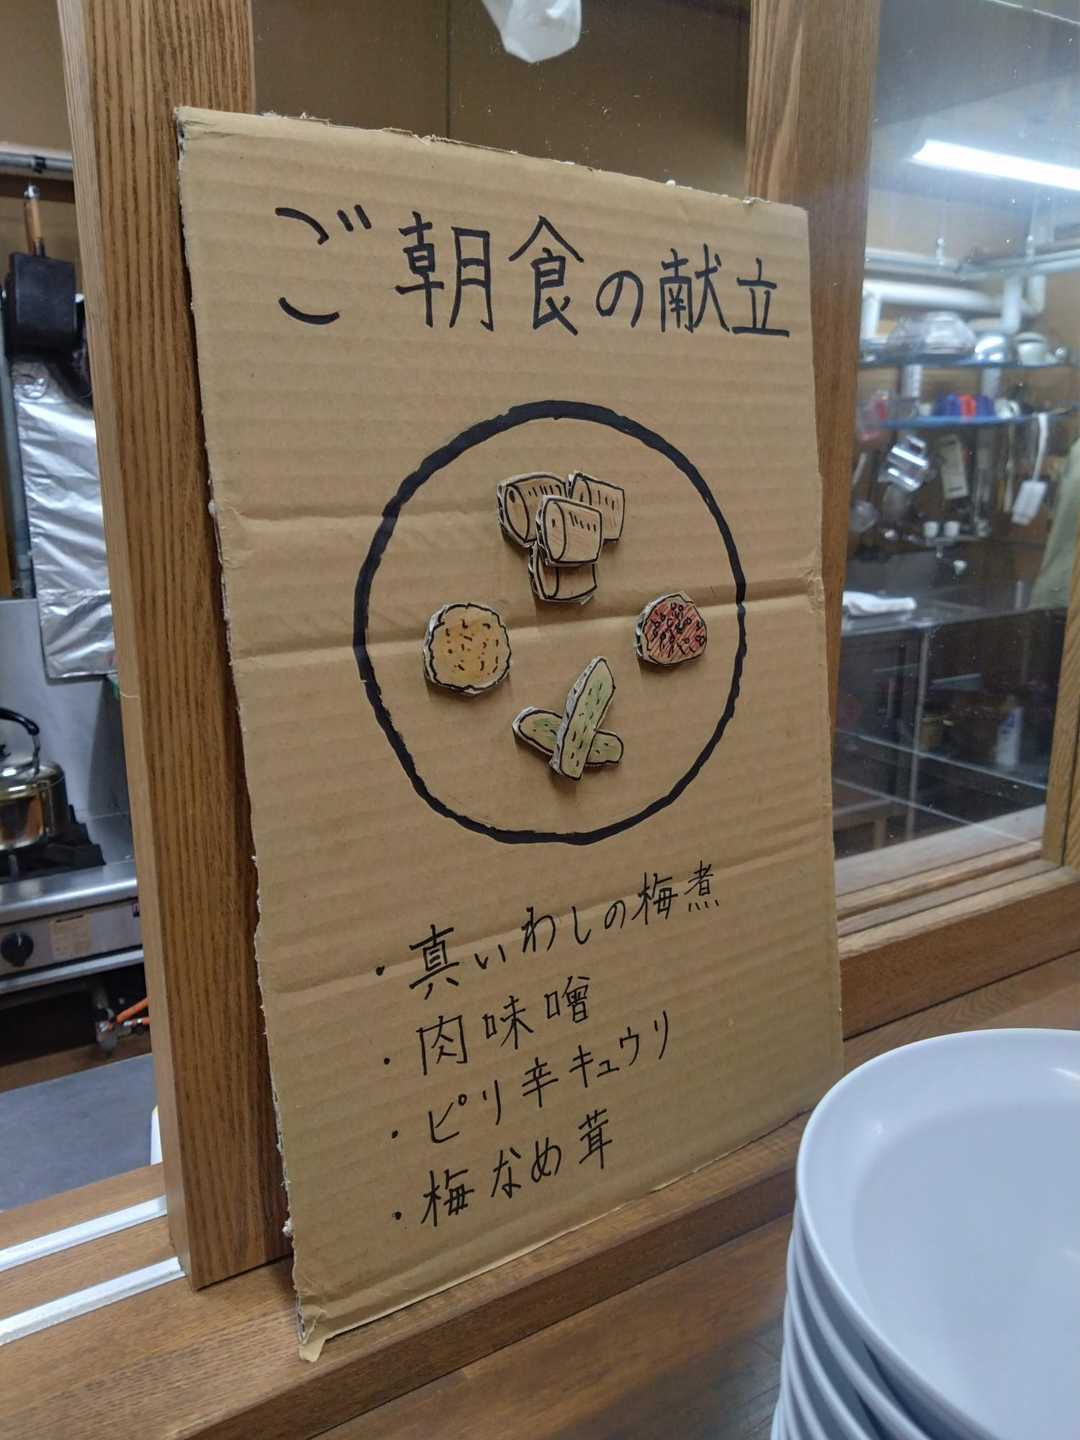 ご朝食の献立
・真いわしの梅煮
・肉味噌
・ピリ辛キュウリ
・梅なめ茸